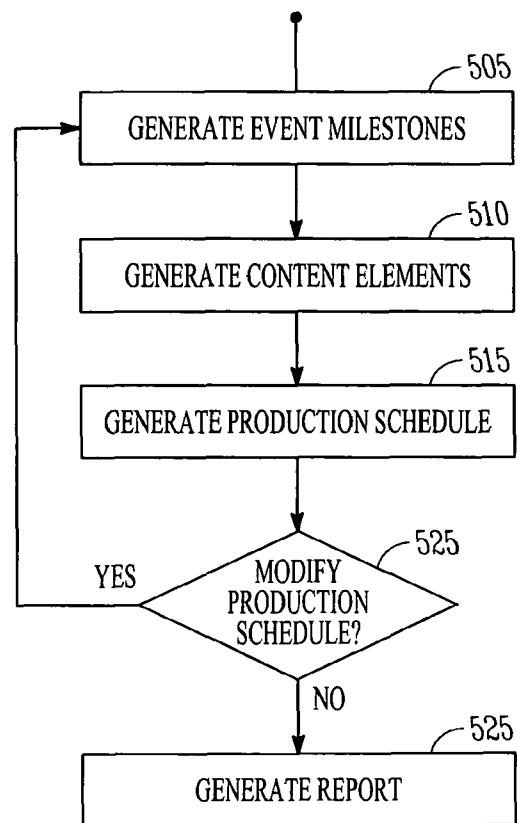 505
GENERATE EVENT MILESTONES
510
GENERATE CONTENT ELEMENTS
515
GENERATE PRODUCTION SCHEDULE
525
YES
MODIFY
PRODUCTION
SCHEDULE?
NO
525
GENERATE REPORT